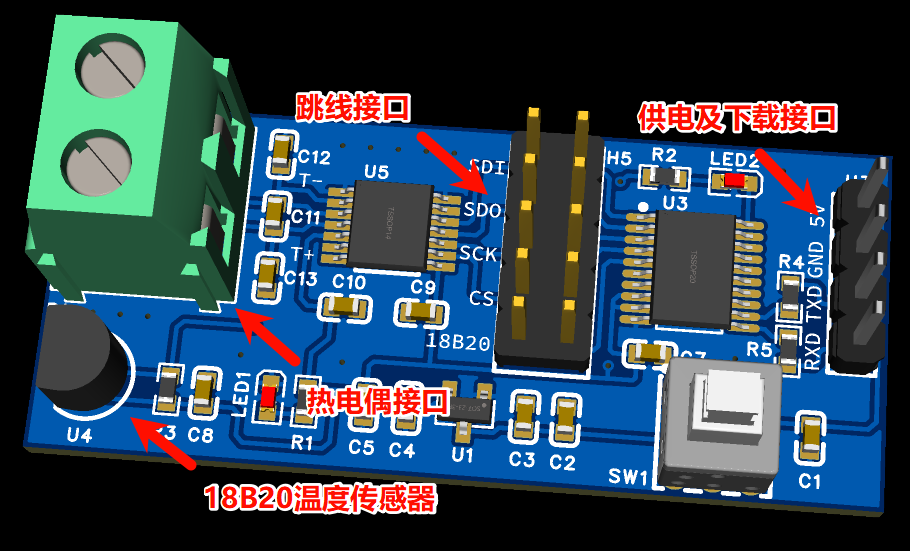 跳线接口
供电及下载接口
C12
U5
SDI
H5
R2
LED2
T-
TSSOP14
SDO
U3
5V
C11
T+
SCK
TSSOP20
GND
C13
C10
C9
CS
R4
TXD
18B20
C7
R5
RXD
LED1
热电偶接口
U4
C8
R1
C5
C4
U1
C3
C2
SW1
C1
18B20温度传感器